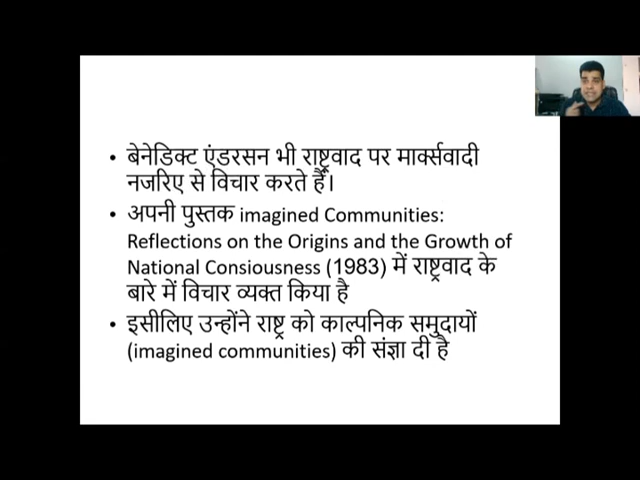 • बेनेडिक्ट एंडरसन भी राष्ट्रवाद पर मार्क्सवादी
नजरिए से विचार करते हैं।
• अपनी पुस्तक imagined Communities:
Reflections on the Origins and the Growth of
National Consiousness (1983) में राष्ट्रवाद के
बारे में विचार व्यक्त किया है
• इसीलिए उन्होंने राष्ट्र को काल्पनिक समुदायों
(imagined communities) की संज्ञा दी है